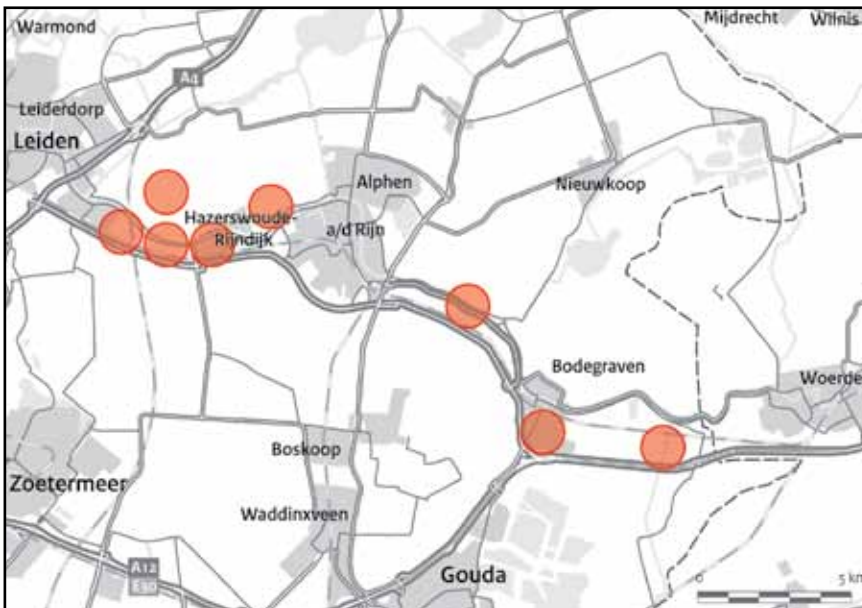 Mijdrecht
Wilnis
Warmond
A4
Leiderdorp
Leiden
Alphen
a/d Rijn
Nieuwkoop
Hazerswoude-
Rijndijk
Bodegraven
Woerde
Boskoop
Zoetermeer
Waddinxveen
A12
E30
Gouda
0 5 km